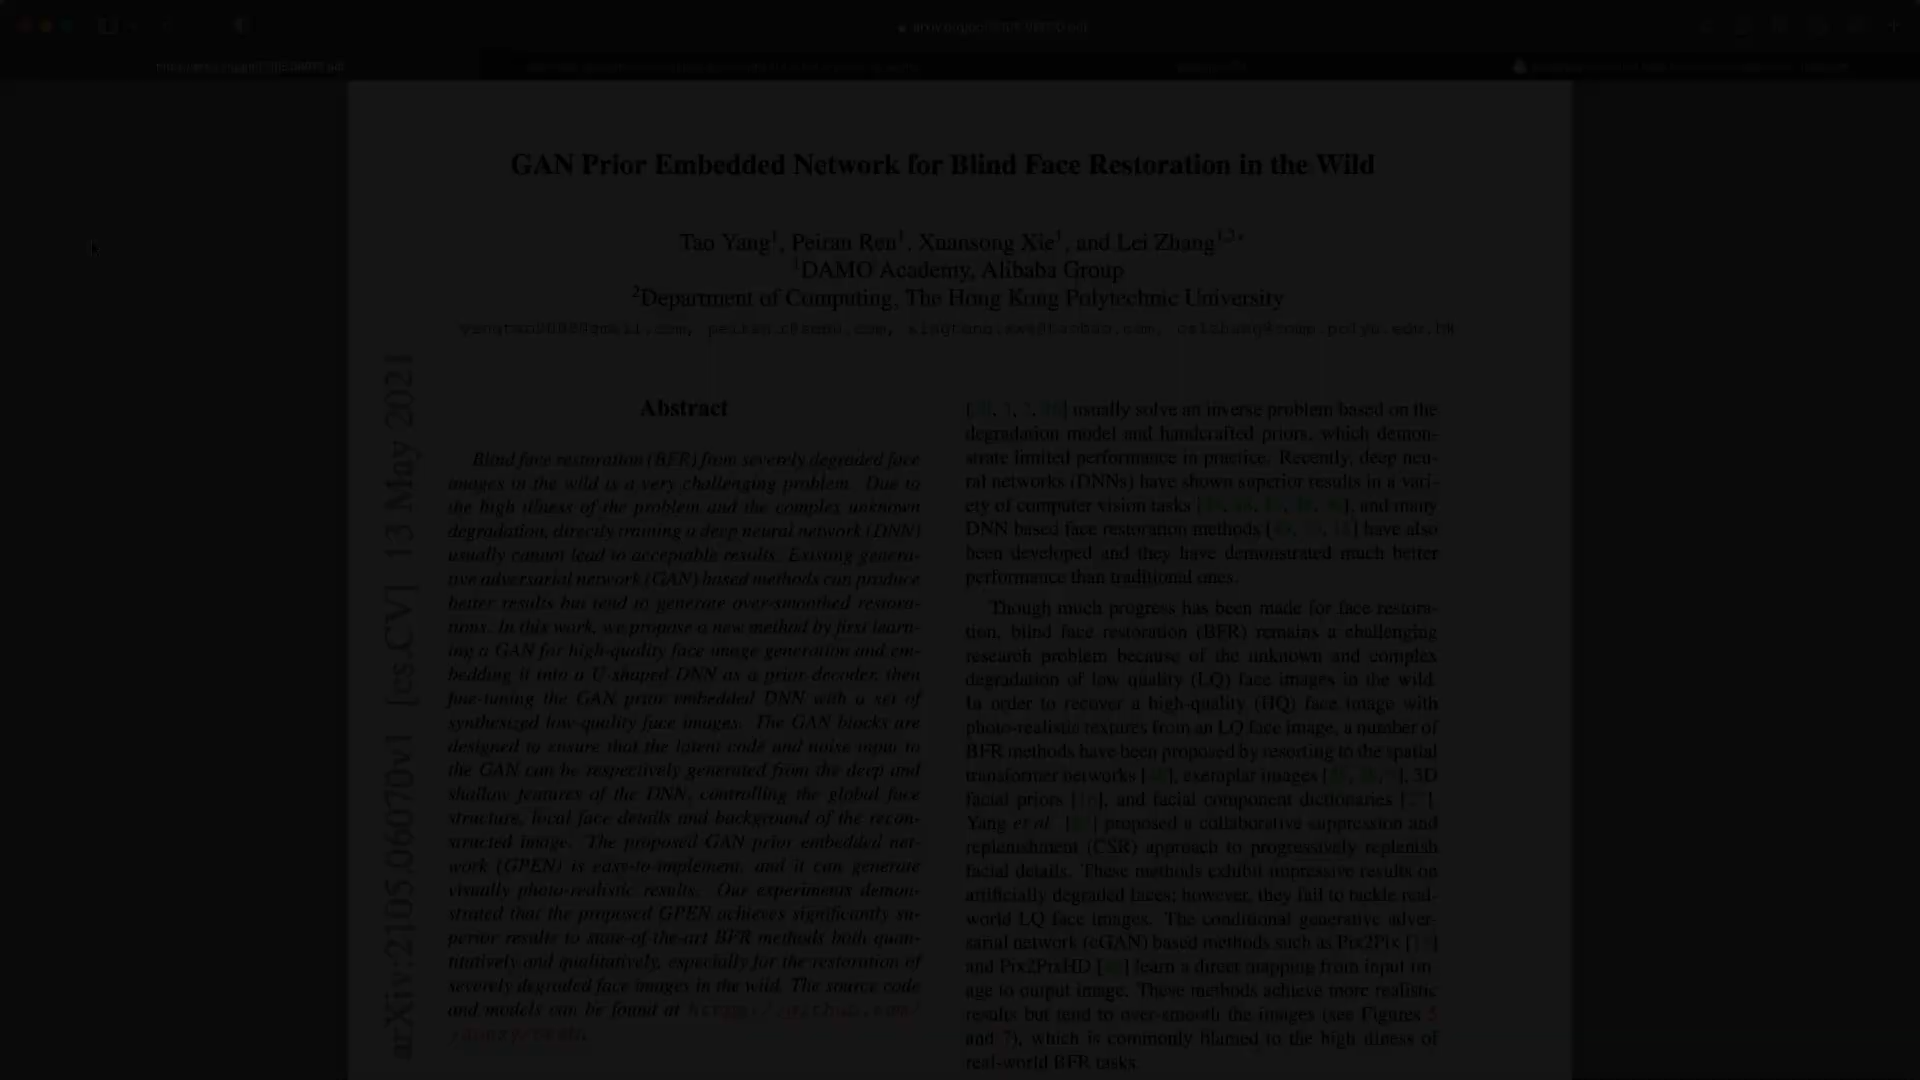 GAN Prior Embedded Network for Blind Face Restoration in the Wild
Tao Yang1, Peiran Ren1, Xuansong Xie1, and Lei Zhang1,2*
1DAMO Academy, Alibaba Group
2Department of Computing, The Hong Kong Polytechnic University
arXiv:2105.06070v1 [cs.CV] 13 May 2021
Abstract
Blind face restoration (BFR) from severely degraded face
images in the wild is a very challenging problem. Due to
the high illness of the problem and the complex unknown
degradation, directly training a deep neural network (DNN)
usually cannot lead to acceptable results. Existing genera-
tive adversarial network (GAN) based methods can produce
better results but tend to generate over-smoothed restora-
tions. In this work, we propose a new method by first learn-
ing a GAN for high-quality face image generation and em-
bedding it into a U-shaped DNN as a prior decoder, then
fine-tuning the GAN prior embedded DNN with a set of
synthesized low-quality face images. The GAN blocks are
designed to ensure that the latent code and noise input to
the GAN can be respectively generated from the deep and
shallow features of the DNN, controlling the global face
structure, local face details and background of the recon-
structed image. The proposed GAN prior embedded net-
work (GPEN) is easy-to-implement, and it can generate
visually photo-realistic results. Our experiments demon-
strated that the proposed GPEN achieves significantly su-
perior results to state-of-the-art BFR methods both quan-
titatively and qualitatively, especially for the restoration of
severely degraded face images in the wild. The source code
and models can be found at
usually solve an inverse problem based on the
degradation model and handcrafted priors, which demon-
strate limited performance in practice. Recently, deep neu-
ral networks (DNNs) have shown superior results in a vari-
ety of computer vision tasks and many
DNN based face restoration methods have also
been developed and they have demonstrated much better
performance than traditional ones.
Though much progress has been made for face restora-
tion, blind face restoration (BFR) remains a challenging
research problem because of the unknown and complex
degradation of low quality (LQ) face images in the wild.
In order to recover a high-quality (HQ) face image with
photo-realistic textures from an LQ face image, a number of
BFR methods have been proposed by resorting to the spatial
transformer networks exemplar images 3D
facial priors and facial component dictionaries
Yang et al. proposed a collaborative suppression and
replenishment (CSR) approach to progressively replenish
facial details. These methods exhibit impressive results on
artificially degraded faces; however, they fail to tackle real-
world LQ face images. The conditional generative adver-
sarial network (cGAN) based methods such as Pix2Pix
and Pix2PixHD learn a direct mapping from input im-
age to output image. These methods achieve more realistic
results but tend to over-smooth the images (see Figures 5
and 7), which is commonly blamed to the high illness of
real-world BFR tasks.